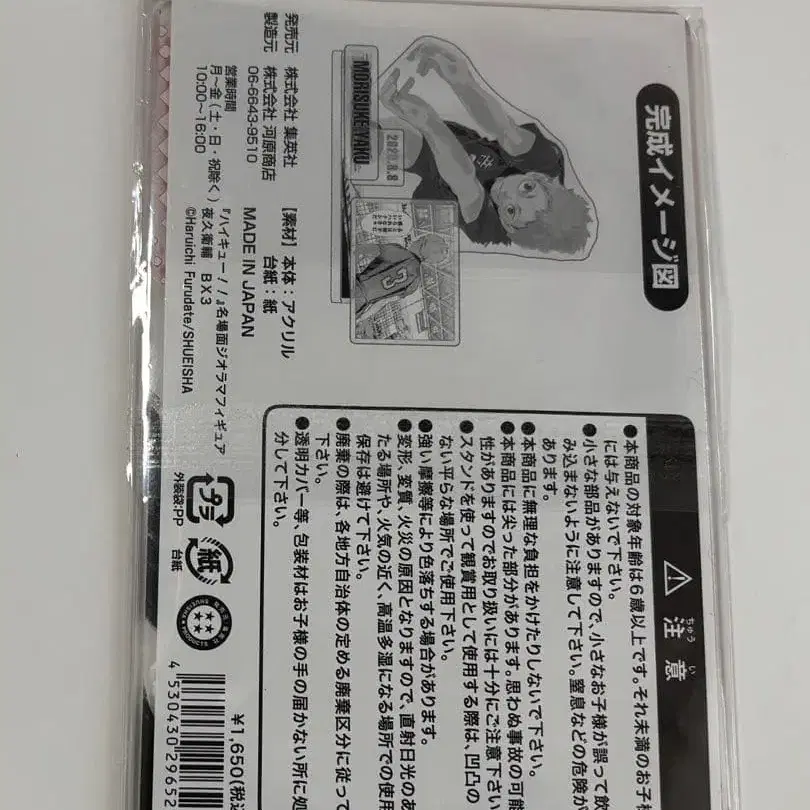 完成イメージ図
MORISUKE YAKU
2020.8.8
発売元 株式会社 集英社
製造元 株式会社 河原商店
06-6643-9510
営業時間
月～金(土・日・祝除く)
10:00～16:00
【素材】本体:アクリル
台紙:紙
MADE IN JAPAN
『ハイキュー!!』名場面ジオラマフィギュア
夜久衛輔 BX3
©Haruichi Furudate/SHUEISHA
ちゅう い
注意
●本商品の対象年齢は6歳以上です。それ未満のお子様
には与えないで下さい。
●小さな部品がありますので、小さなお子様が誤って飲
み込まないように注意して下さい。窒息などの危険が
あります。
●本商品に無理な負担をかけたりしないで下さい。
●本商品には尖った部分があります。思わぬ事故の可能
性がありますのでお取り扱いには十分にご注意下さい
●スタンドを使って観賞用として使用する際は、凹凸の
ない平らな場所でご使用下さい。
●強い摩擦等により色落ちする場合があります。
●変形、変質、火災の原因となりますので、直射日光のあ
たる場所や、火気の近く、高温多湿になる場所での使用
保存は避けて下さい。
●廃棄の際は、各地方自治体の定める廃棄区分に従って
下さい。
●透明カバー等、包装材はお子様の手の届かない所に処
分して下さい。
プラ
外装袋:PP
紙
台紙
SHUEISHA
¥1,650(税込
4 530430 29652